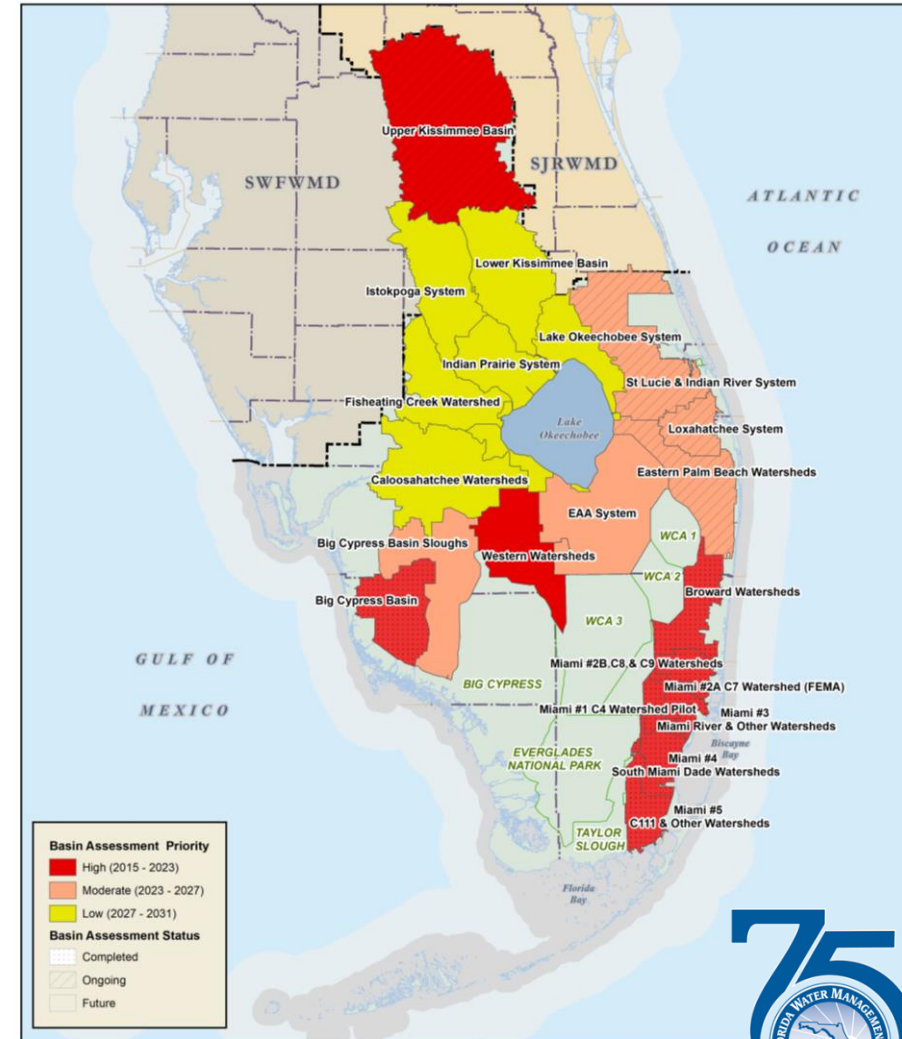 Upper Kissimmee Basin
SWFWMD
SJRWMD
ATLANTIC
OCEAN
Lower Kissimmee Basin
Istokpoga System
Lake Okeechobee System
Indian Prairie System
St Lucie & Indian River System
Fisheating Creek Watershed
Lake
Okeechobee
Loxahatchee System
Eastern Palm Beach Watersheds
Caloosahatchee Watersheds
EAA System
WCA 1
Big Cypress Basin Sloughs
Western Watersheds
WCA 2
Broward Watersheds
Big Cypress Basin
WCA 3
GULF OF
MEXICO
Miami #2B,C8,& C9 Watersheds
BIG CYPRESS
Miami #2A C7 Watershed (FEMA)
Miami #1 C4 Watershed Pilot
Miami #3
Miami River & Other Watersheds
Biscayne
Bay
EVERGLADES
NATIONAL PARK
Miami #4
South Miami Dade Watersheds
Miami #5
C111 & Other Watersheds
TAYLOR
SLOUGH
Florida
Bay
Basin Assessment Priority
High (2015 - 2023)
Moderate (2023 - 2027)
Low (2027 - 2031)
Basin Assessment Status
Completed
Ongoing
Future
75
WATER